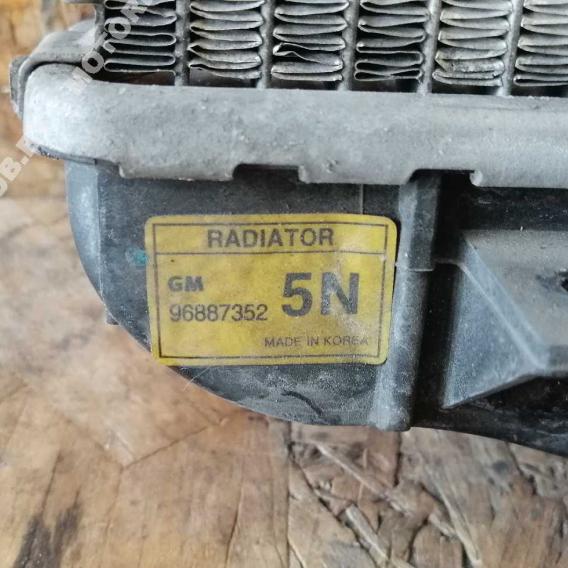 RADIATOR
GM
96887352 5N
MADE IN KOREA